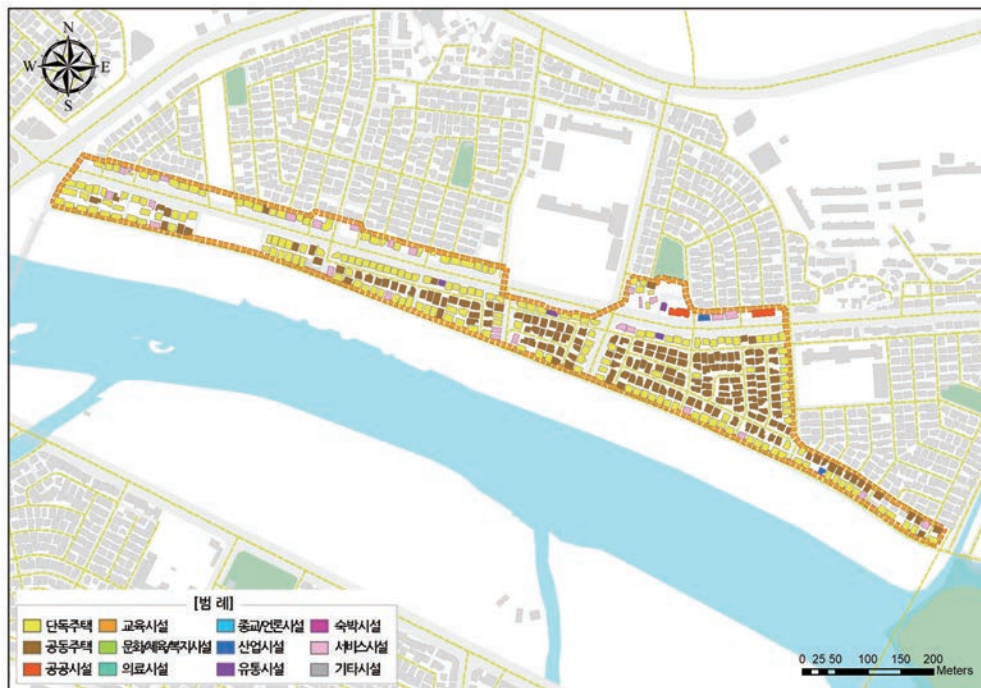 N
W E
S
[범 례]
단독주택 교육시설 종교/언론시설 숙박시설
공동주택 문화/체육/복지시설 산업시설 서비스시설
공공시설 의료시설 유통시설 기타시설
0 25 50 100 150 200
Meters